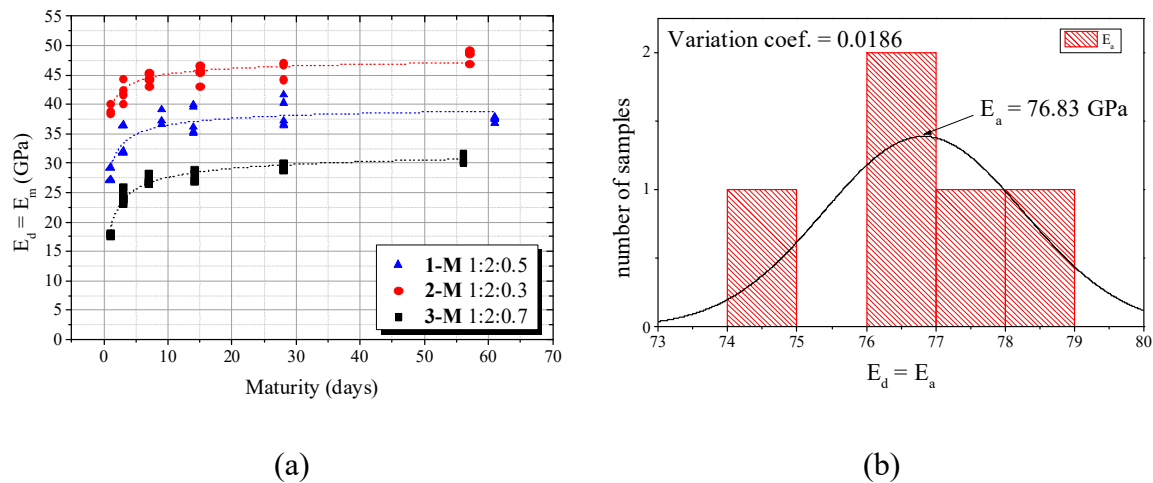 55
50
45
40
35
30
25
20
15
10
5
0
E_d = E_m (GPa)
1-M 1:2:0.5
2-M 1:2:0.3
3-M 1:2:0.7
0 10 20 30 40 50 60 70
Maturity (days)
(a)
Variation coef. = 0.0186
E_a
E_a = 76.83 GPa
2
1
0
number of samples
73 74 75 76 77 78 79 80
E_d = E_a
(b)